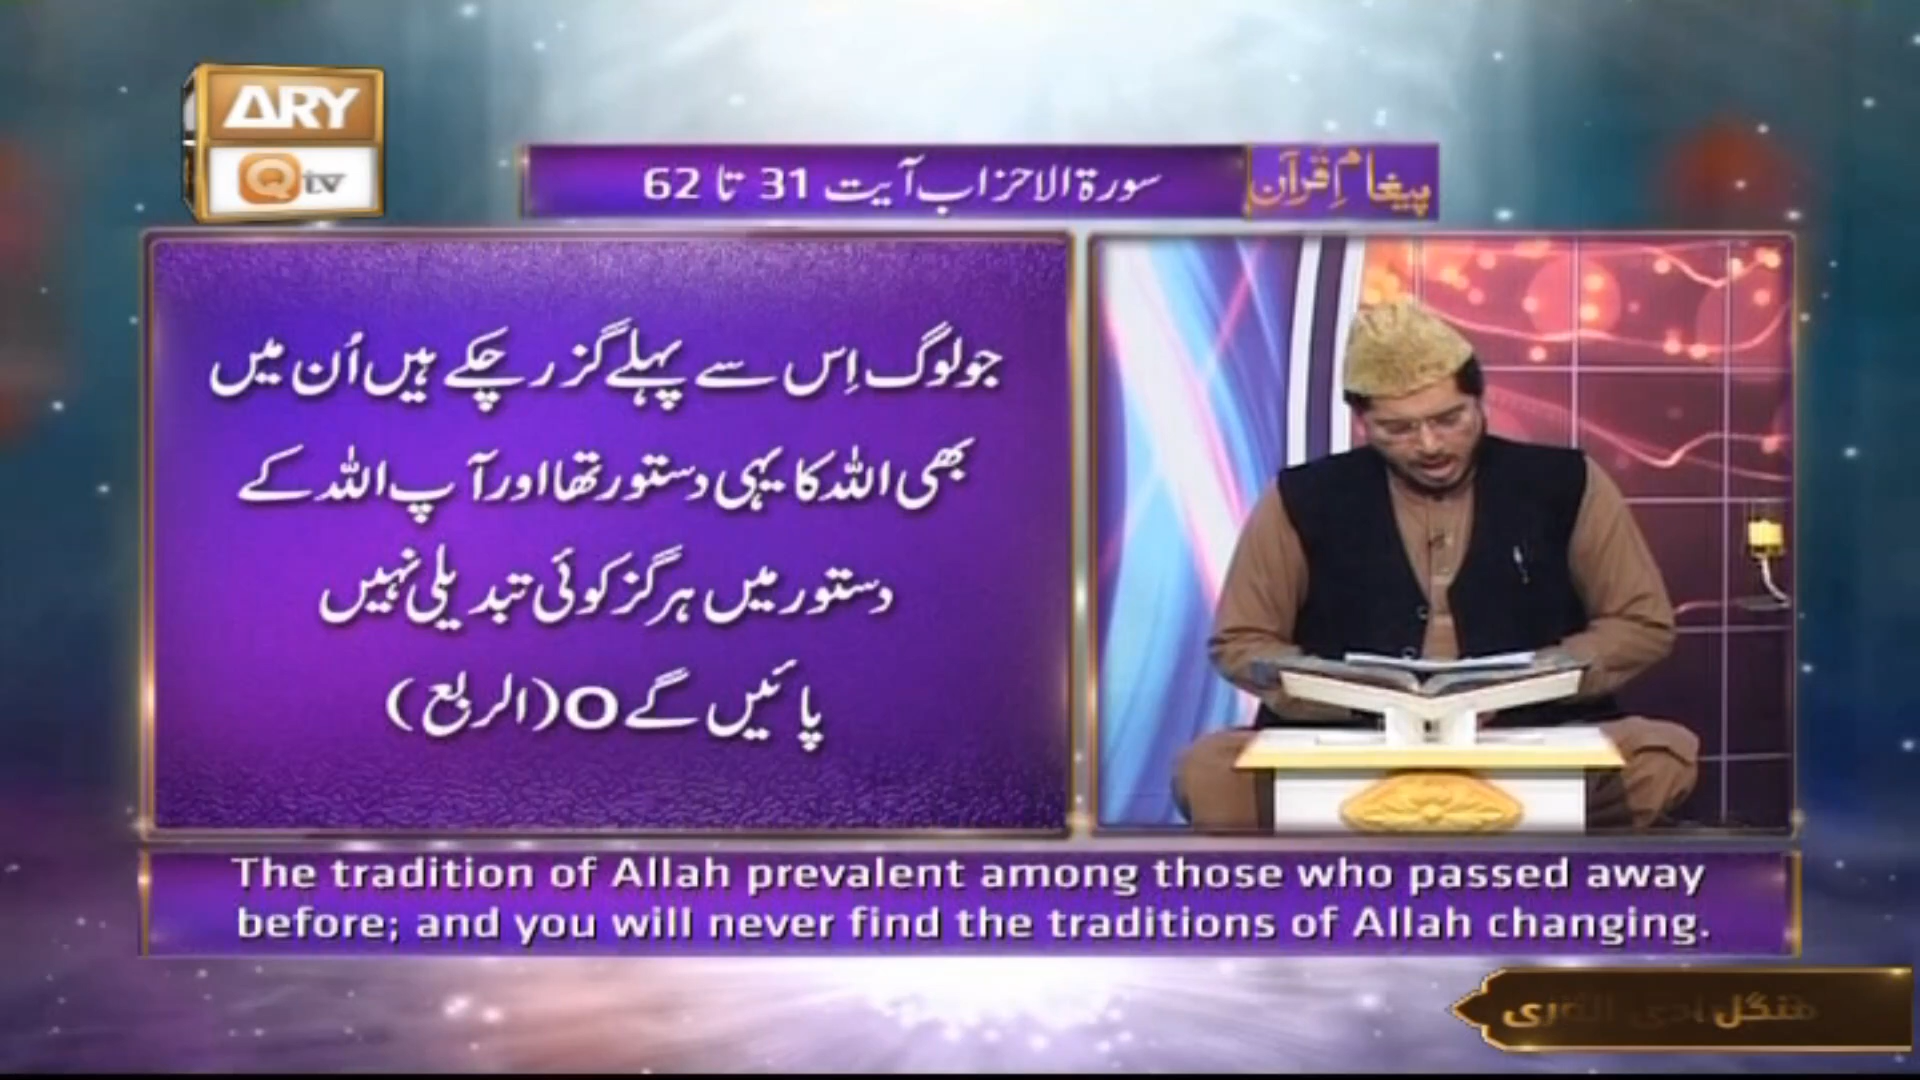 ARY
Qtv
پیغامِ قرآن
سورۃ الاحزاب آیت 31 تا 62
جو لوگ اِس سے پہلے گزر چکے ہیں اُن میں
بھی اللہ کا یہی دستور تھا اور آپ اللہ کے
دستور میں ہرگز کوئی تبدیلی نہیں
پائیں گے o (الربع)
The tradition of Allah prevalent among those who passed away
before; and you will never find the traditions of Allah changing.